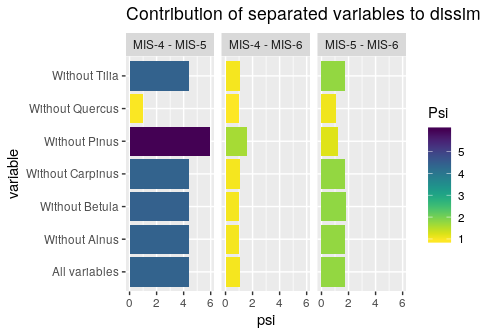 Contribution of separated variables to dissim
MIS-4 - MIS-5
MIS-4 - MIS-6
MIS-5 - MIS-6
Without Tilia
Without Quercus
Without Pinus
Without Carpinus
Without Betula
Without Alnus
All variables
variable
0 2 4 6
0 2 4 6
0 2 4 6
psi
Psi
5
4
3
2
1